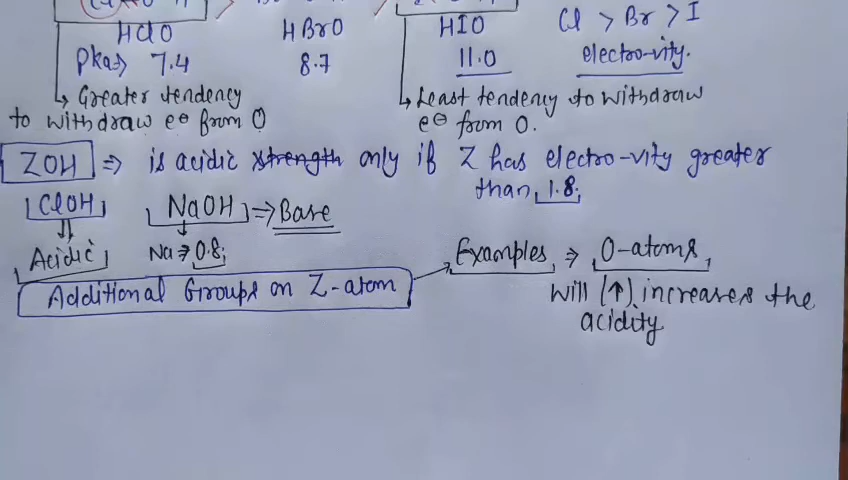 HClO HBrO HIO Cl > Br > I
Pka⇒ 7.4 8.7 11.0 electro-vity.
↳ Greater tendency to withdraw e⊖ from O
↳ Least tendency to withdraw e⊖ from O.
ZOH ⇒ is acidic strength only if Z has electro-vity greater
than 1.8;
ClOH NaOH ⇒ Base
Acidic Na ⇒ 0.8;
Additional Groups on Z-atom
Examples ⇒ O-atoms,
will (↑) increases the
acidity